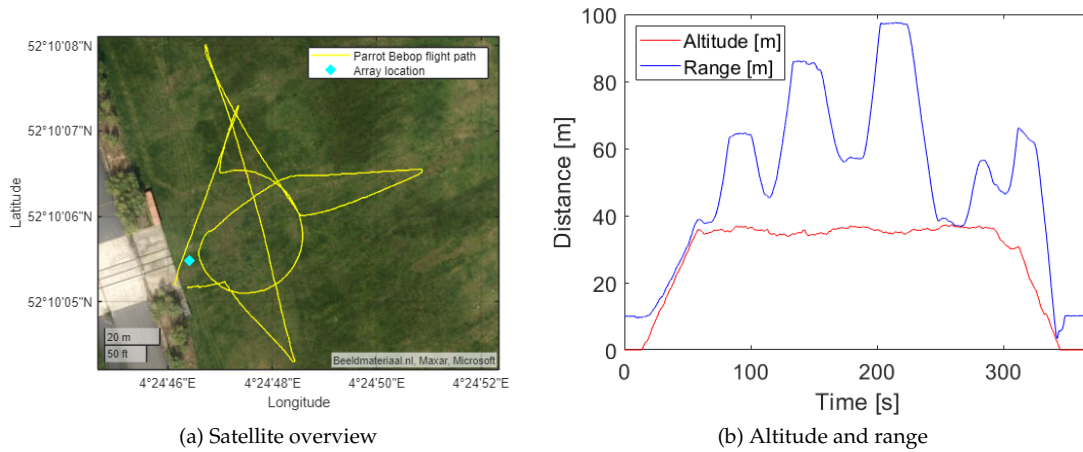 52°10'08"N
52°10'07"N
52°10'06"N
52°10'05"N
Latitude
Parrot Bebop flight path
Array location
20 m
50 ft
Beeldmateriaal.nl, Maxar, Microsoft
4°24'46"E
4°24'48"E
4°24'50"E
4°24'52"E
Longitude
(a) Satellite overview
100
80
60
40
20
0
Distance [m]
Altitude [m]
Range [m]
0
100
200
300
Time [s]
(b) Altitude and range